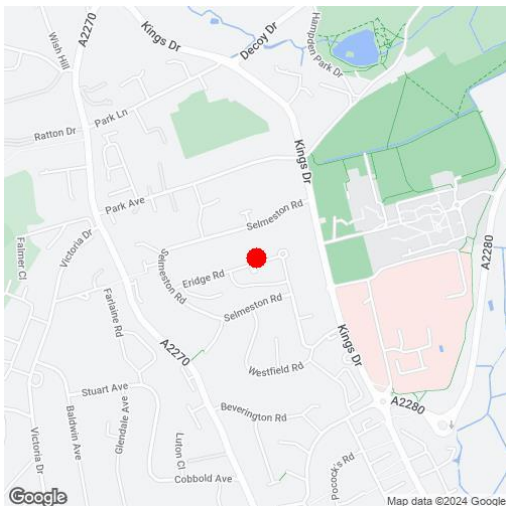 Wish Hill
A2270
Kings Dr
Decoy Dr
Hampden Park Dr
Park Ln
Ratton Dr
Kings Dr
Park Ave
Selmeston Rd
Victoria Dr
Falmer Cl
Selmeston Rd
Eridge Rd
A2280
Farlaine Rd
Selmeston Rd
A2270
Kings Dr
Westfield Rd
Stuart Ave
A2280
Beverington Rd
Glendale Ave
Baldwin Ave
Victoria Dr
Luton Cl
Pocock's Rd
Cobbold Ave
Google
Map data ©2024 Google